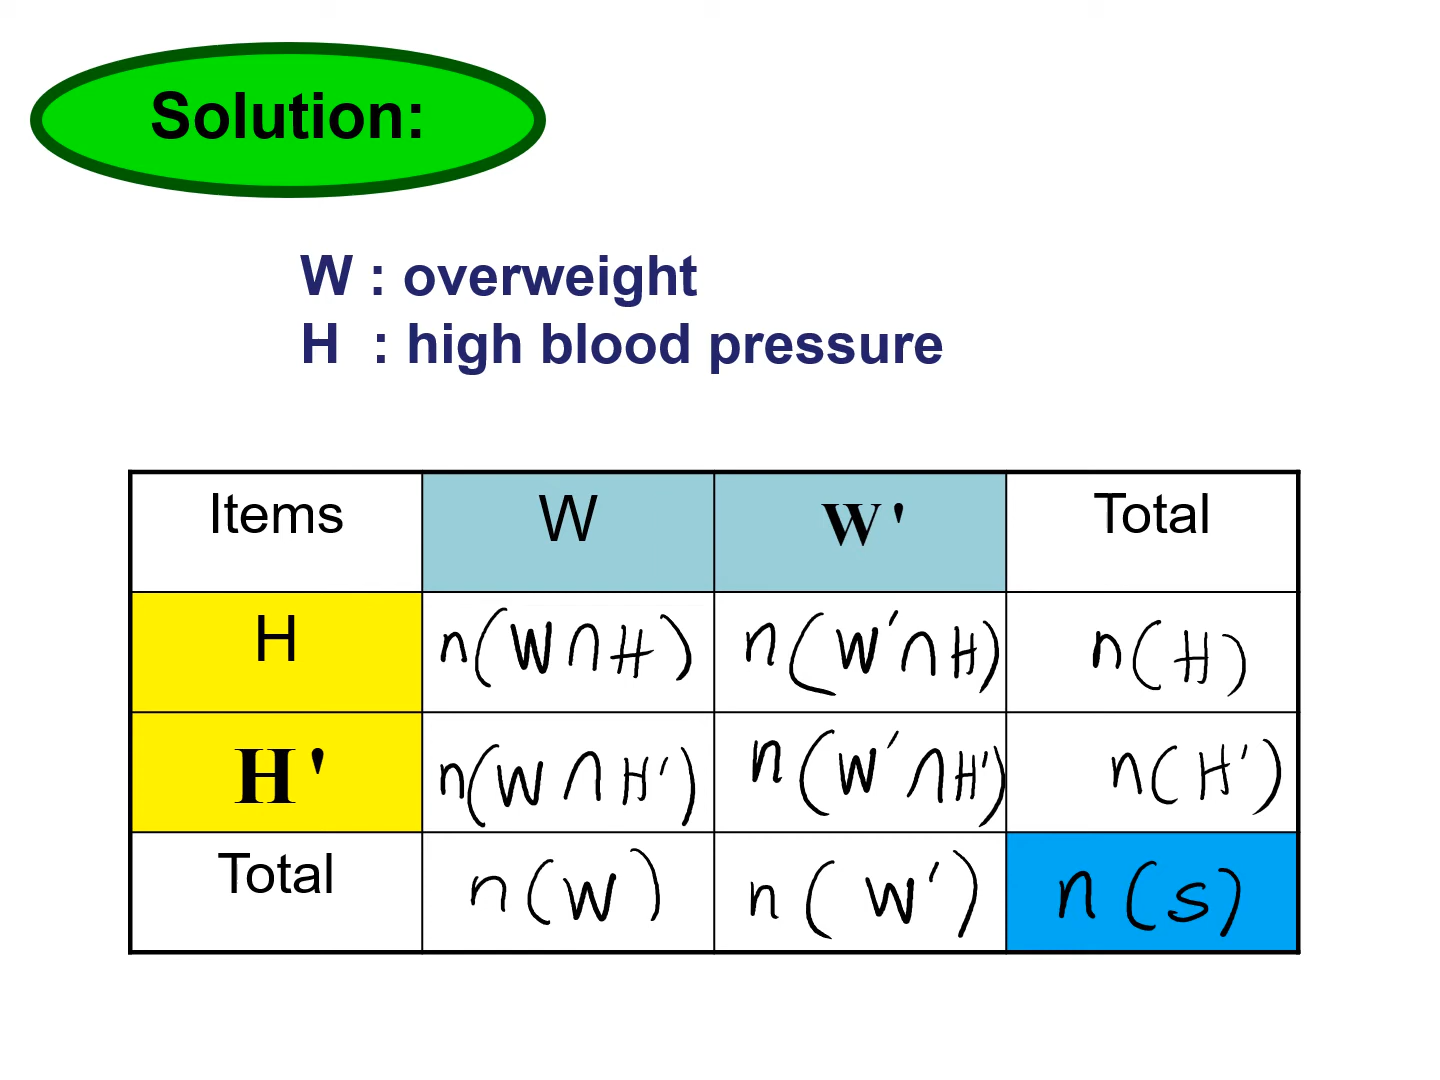 Solution:
W : overweight
H : high blood pressure
Items W W' Total
H n(W∩H) n(W'∩H) n(H)
H' n(W∩H') n(W'∩H') n(H')
Total n(W) n(W') n(S)